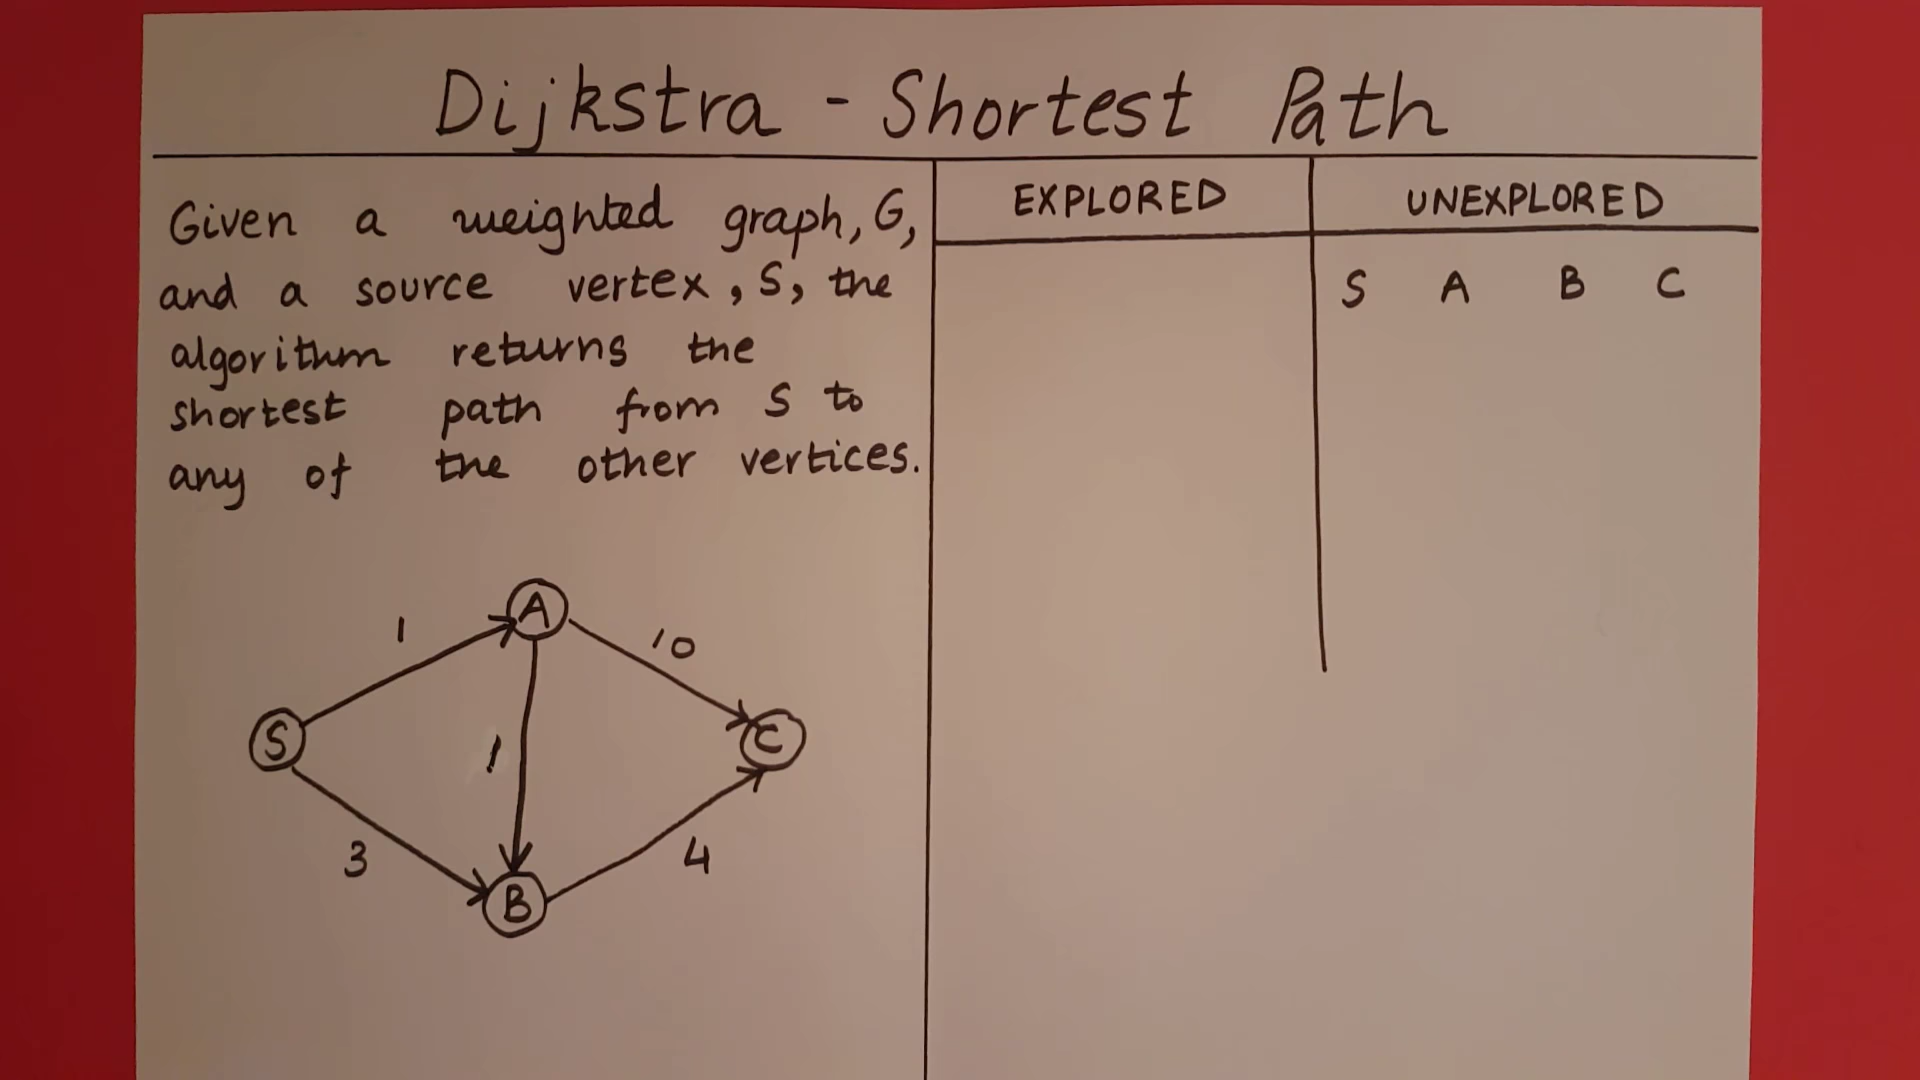 Dijkstra - Shortest Path
Given a weighted graph, G,
and a source vertex, S, the
algorithm returns the
shortest path from S to
any of the other vertices.
EXPLORED
UNEXPLORED
S A B C
A
1
10
S
1
C
3
4
B